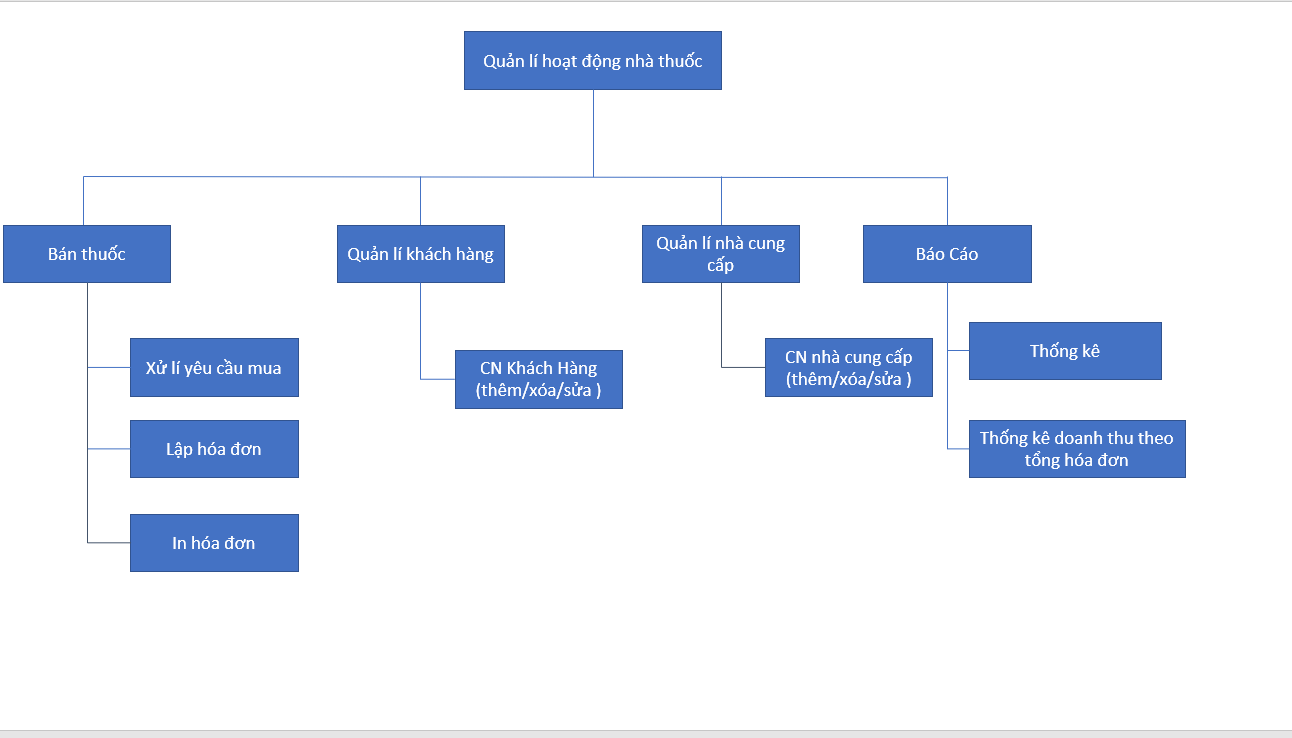 Quản lí hoạt động nhà thuốc
Bán thuốc
Quản lí khách hàng
Quản lí nhà cung
cấp
Báo Cáo
Xử lí yêu cầu mua
Lập hóa đơn
In hóa đơn
CN Khách Hàng
(thêm/xóa/sửa )
CN nhà cung cấp
(thêm/xóa/sửa )
Thống kê
Thống kê doanh thu theo
tổng hóa đơn